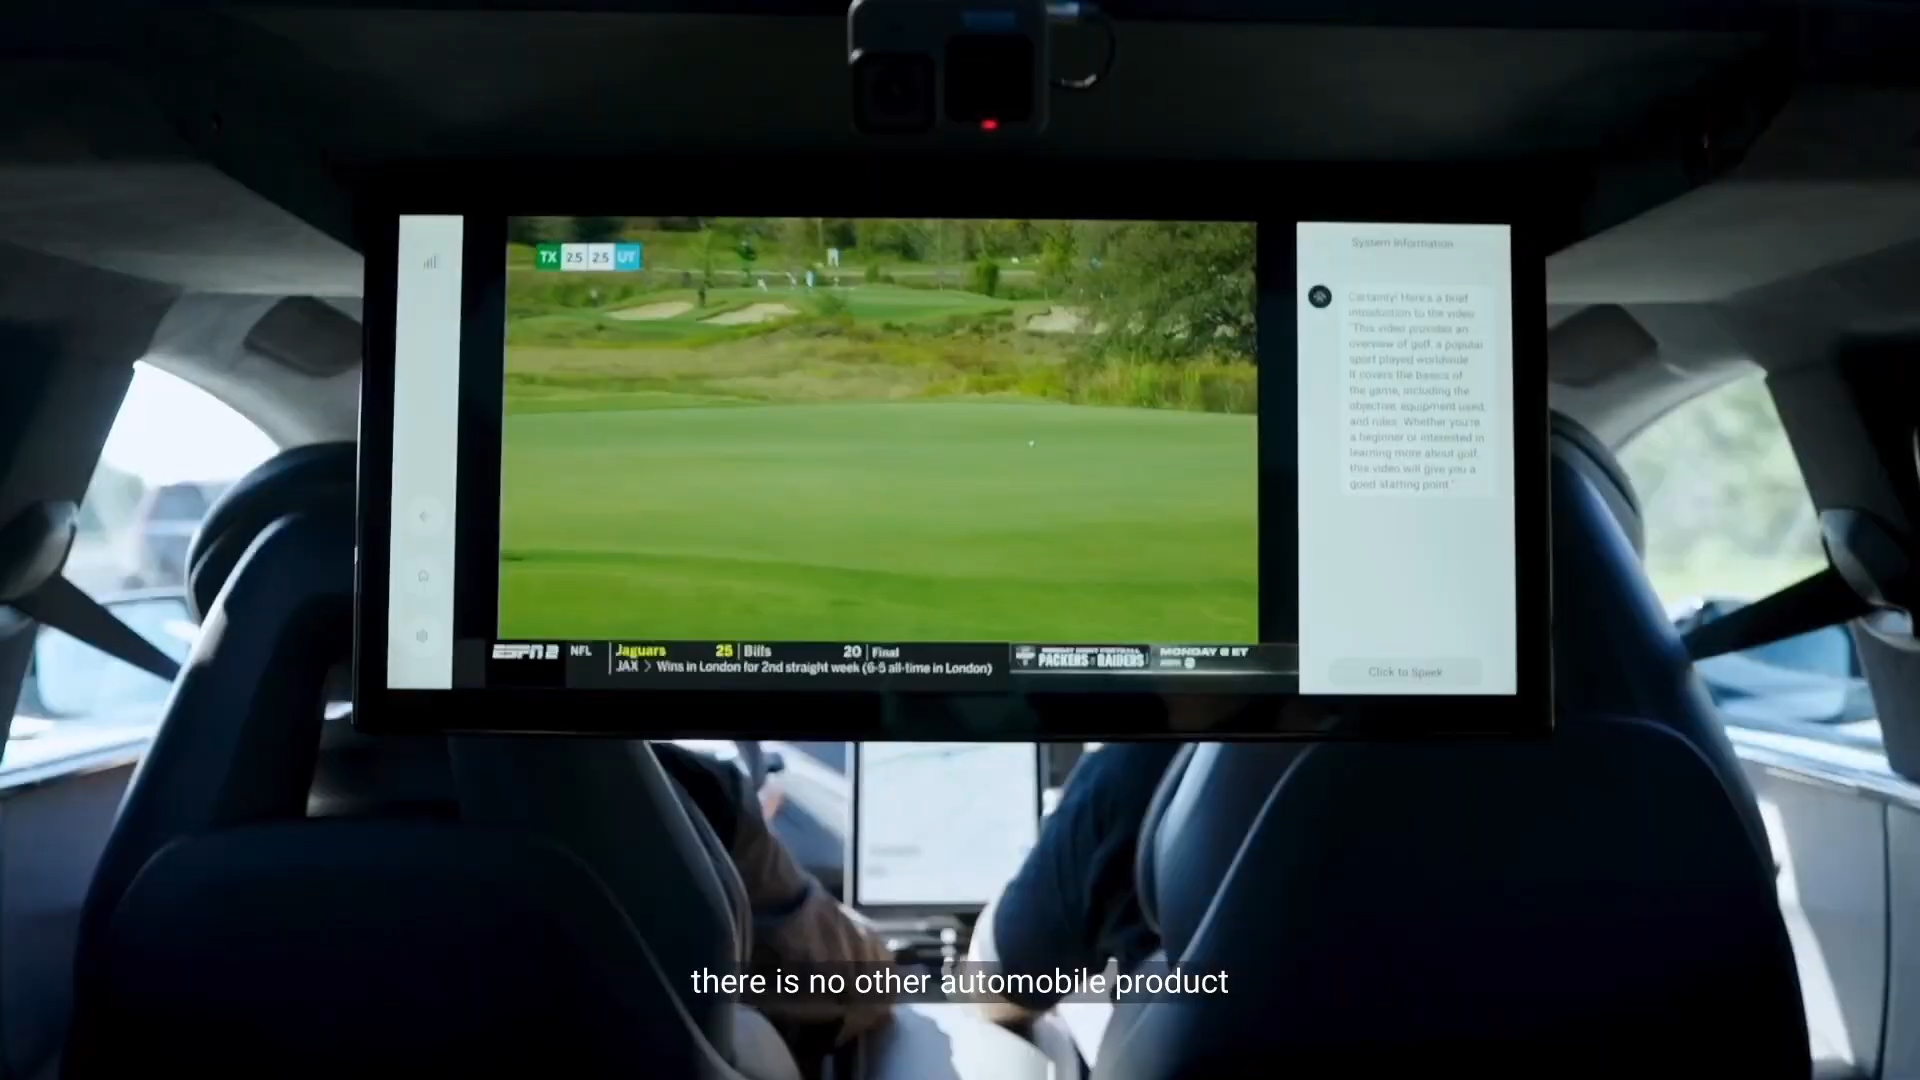 TX 2.5 2.5 UT
System Information
Certainly! Here's a brief
introduction to the video
"This video provides an
overview of golf, a popular
sport played worldwide
It covers the basics of
the game, including the
objective, equipment used,
and rules. Whether you're
a beginner or interested in
learning more about golf,
this video will give you a
good starting point."
Click to Speek
ESPN2 NFL Jaguars 25 Bills 20 Final
JAX > Wins in London for 2nd straight week (6-5 all-time in London)
MONDAY NIGHT FOOTBALL
PACKERS RAIDERS
MONDAY 8 ET
there is no other automobile product